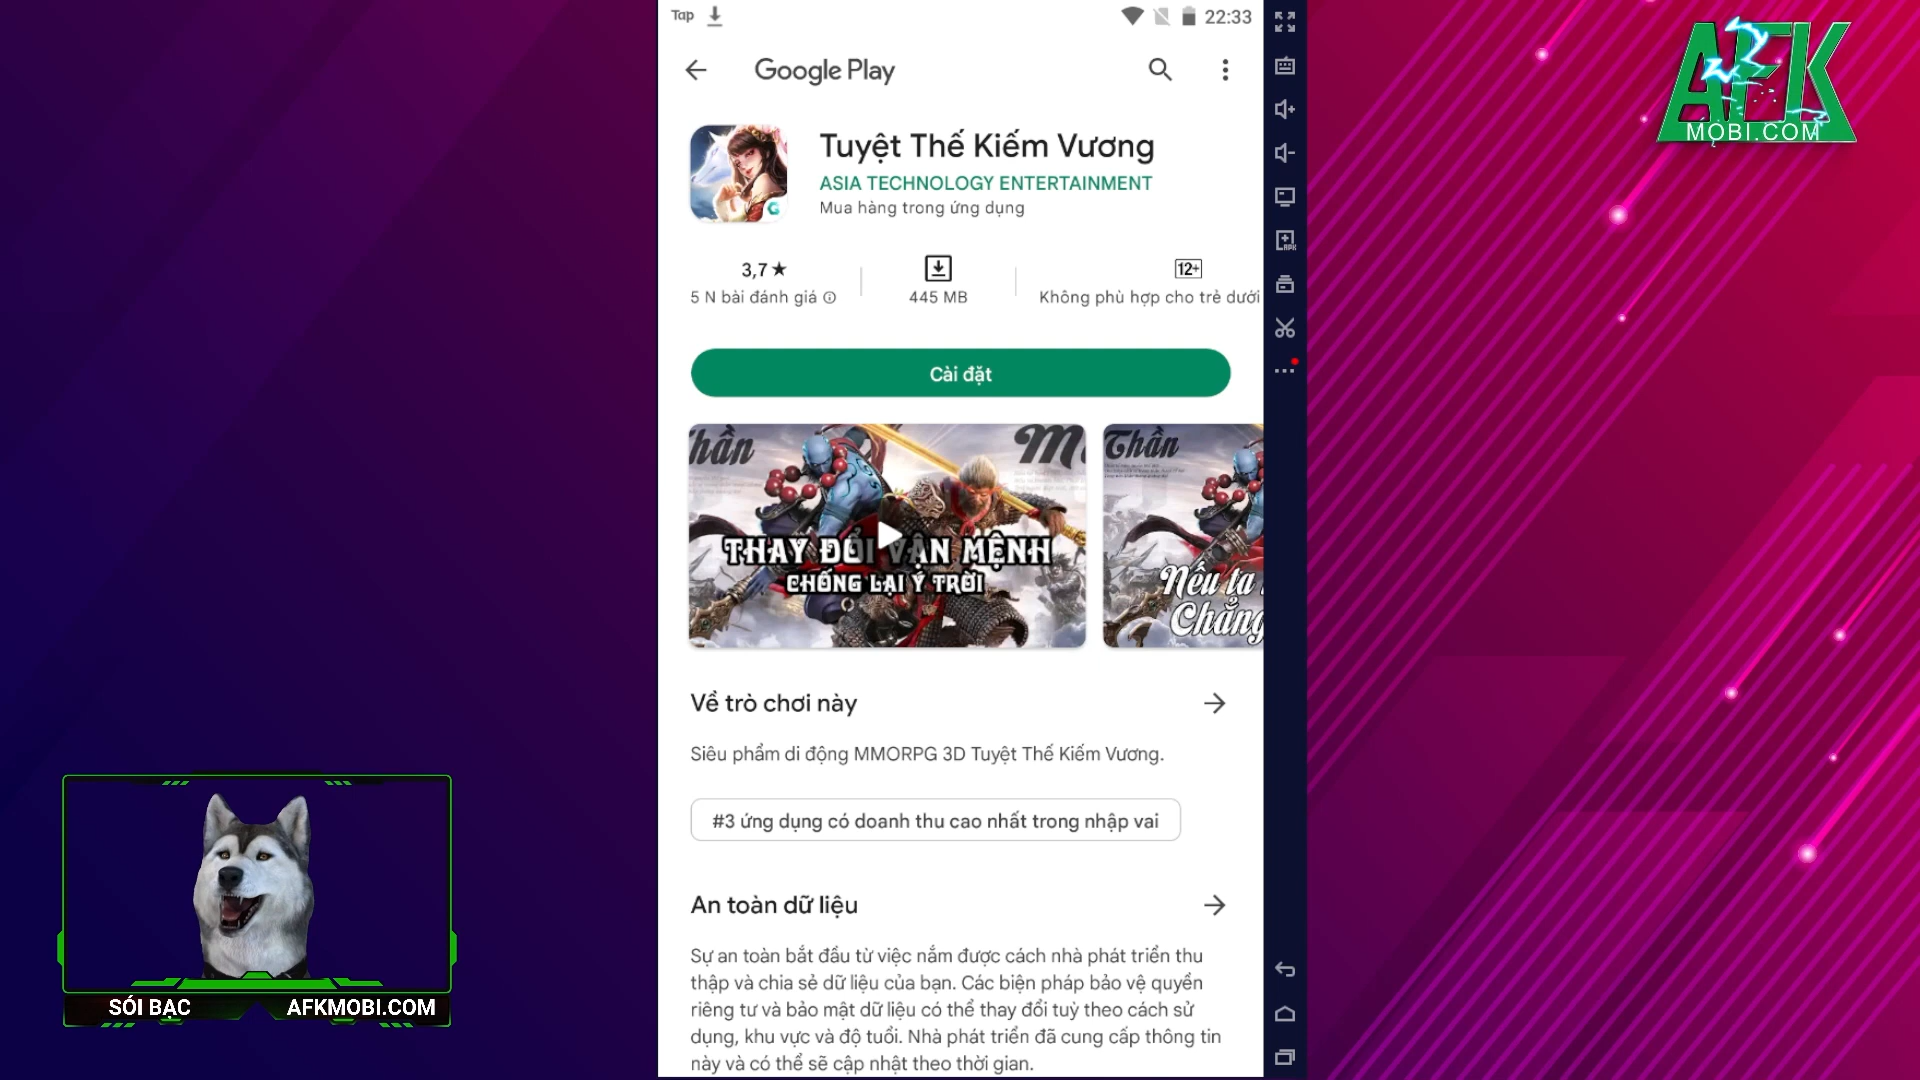 Tap
22:33
Google Play
Tuyệt Thế Kiếm Vương
ASIA TECHNOLOGY ENTERTAINMENT
Mua hàng trong ứng dụng
3,7★
5 N bài đánh giá
445 MB
12+
Không phù hợp cho trẻ dưới
Cài đặt
THAY ĐỔI VẬN MỆNH
CHỐNG LẠI Ý TRỜI
Thần
Nếu ta
Chẳng
Về trò chơi này
Siêu phẩm di động MMORPG 3D Tuyệt Thế Kiếm Vương.
#3 ứng dụng có doanh thu cao nhất trong nhập vai
An toàn dữ liệu
Sự an toàn bắt đầu từ việc nắm được cách nhà phát triển thu
thập và chia sẻ dữ liệu của bạn. Các biện pháp bảo vệ quyền
riêng tư và bảo mật dữ liệu có thể thay đổi tuỳ theo cách sử
dụng, khu vực và độ tuổi. Nhà phát triển đã cung cấp thông tin
này và có thể sẽ cập nhật theo thời gian.
AFK
MOBI.COM
SÓI BẠC
AFKMOBI.COM